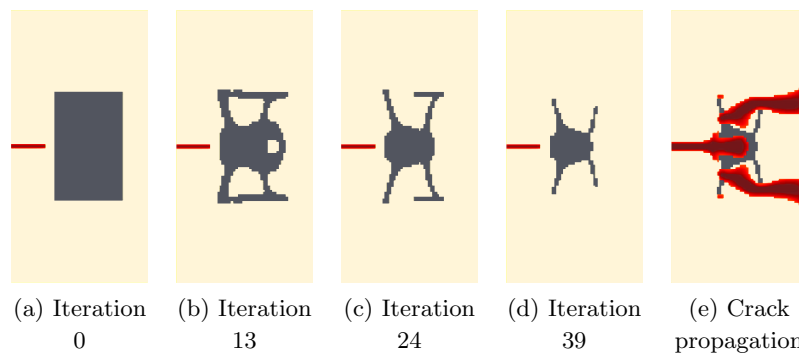 (a) Iteration
0
(b) Iteration
13
(c) Iteration
24
(d) Iteration
39
(e) Crack
propagation